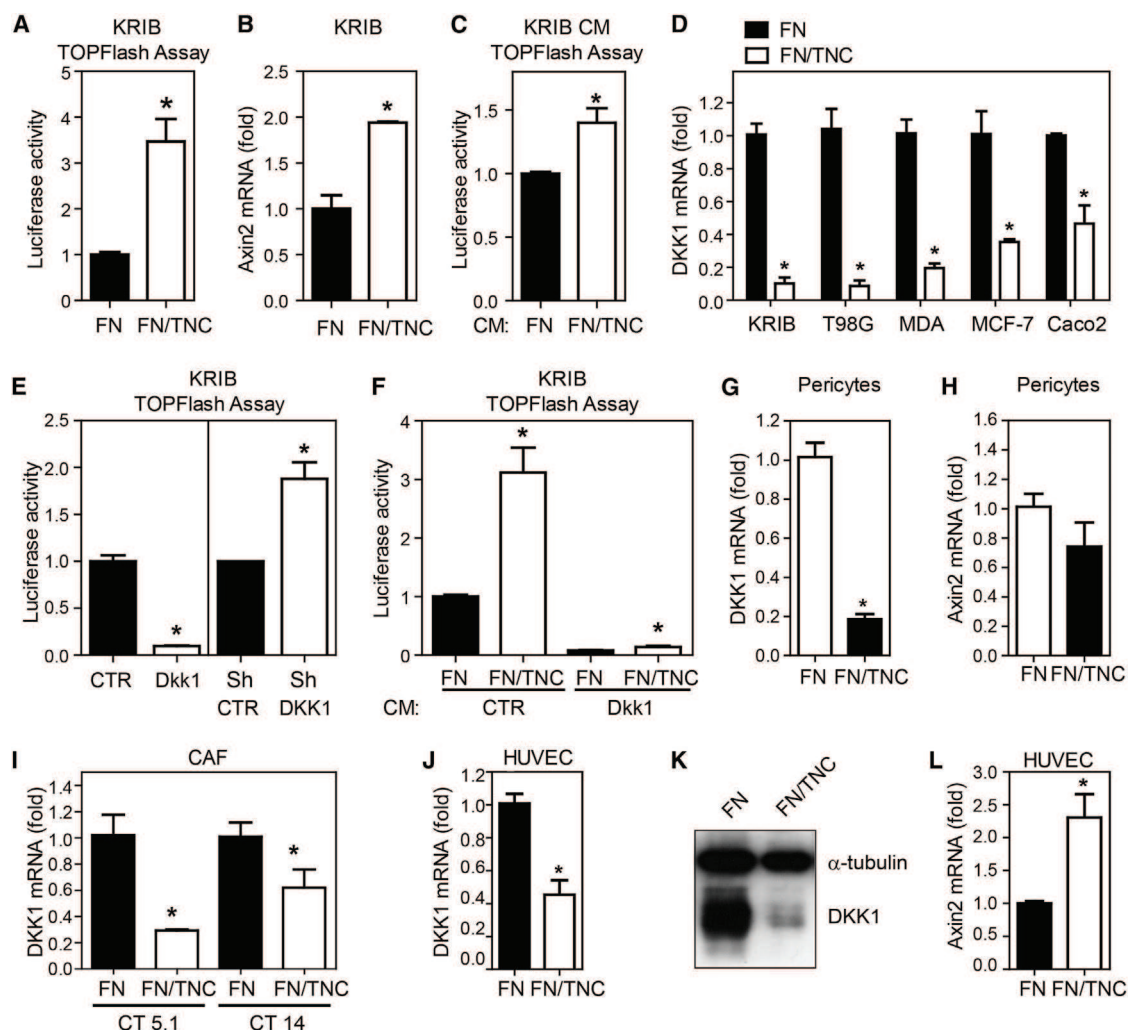 A
KRIB
TOPFlash Assay
Luciferase activity
5
4
3
2
1
0
FN FN/TNC
*
B
KRIB
Axin2 mRNA (fold)
2.5
2.0
1.5
1.0
0.5
0.0
FN FN/TNC
*
C
KRIB CM
TOPFlash Assay
Luciferase activity
1.5
1.0
0.5
0.0
CM: FN FN/TNC
*
D
FN
FN/TNC
DKK1 mRNA (fold)
1.2
1.0
0.8
0.6
0.4
0.2
0.0
* * * * *
KRIB T98G MDA MCF-7 Caco2
E
KRIB
TOPFlash Assay
Luciferase activity
2.5
2.0
1.5
1.0
0.5
0.0
* *
CTR Dkk1 Sh Sh
CTR DKK1
F
KRIB
TOPFlash Assay
Luciferase activity
4
3
2
1
0
* *
FN FN/TNC FN FN/TNC
CM: CTR Dkk1
G
Pericytes
DKK1 mRNA (fold)
1.2
1.0
0.8
0.6
0.4
0.2
0.0
*
FN FN/TNC
H
Pericytes
Axin2 mRNA (fold)
1.6
1.4
1.2
1.0
0.8
0.6
0.4
0.2
0.0
FN FN/TNC
I
CAF
DKK1 mRNA (fold)
1.4
1.2
1.0
0.8
0.6
0.4
0.2
0.0
* *
FN FN/TNC FN FN/TNC
CT 5.1 CT 14
J
HUVEC
DKK1 mRNA (fold)
1.2
1.0
0.8
0.6
0.4
0.2
0.0
*
FN FN/TNC
K
FN FN/TNC
α-tubulin
DKK1
L
HUVEC
Axin2 mRNA (fold)
3.0
2.5
2.0
1.5
1.0
0.5
0.0
*
FN FN/TNC